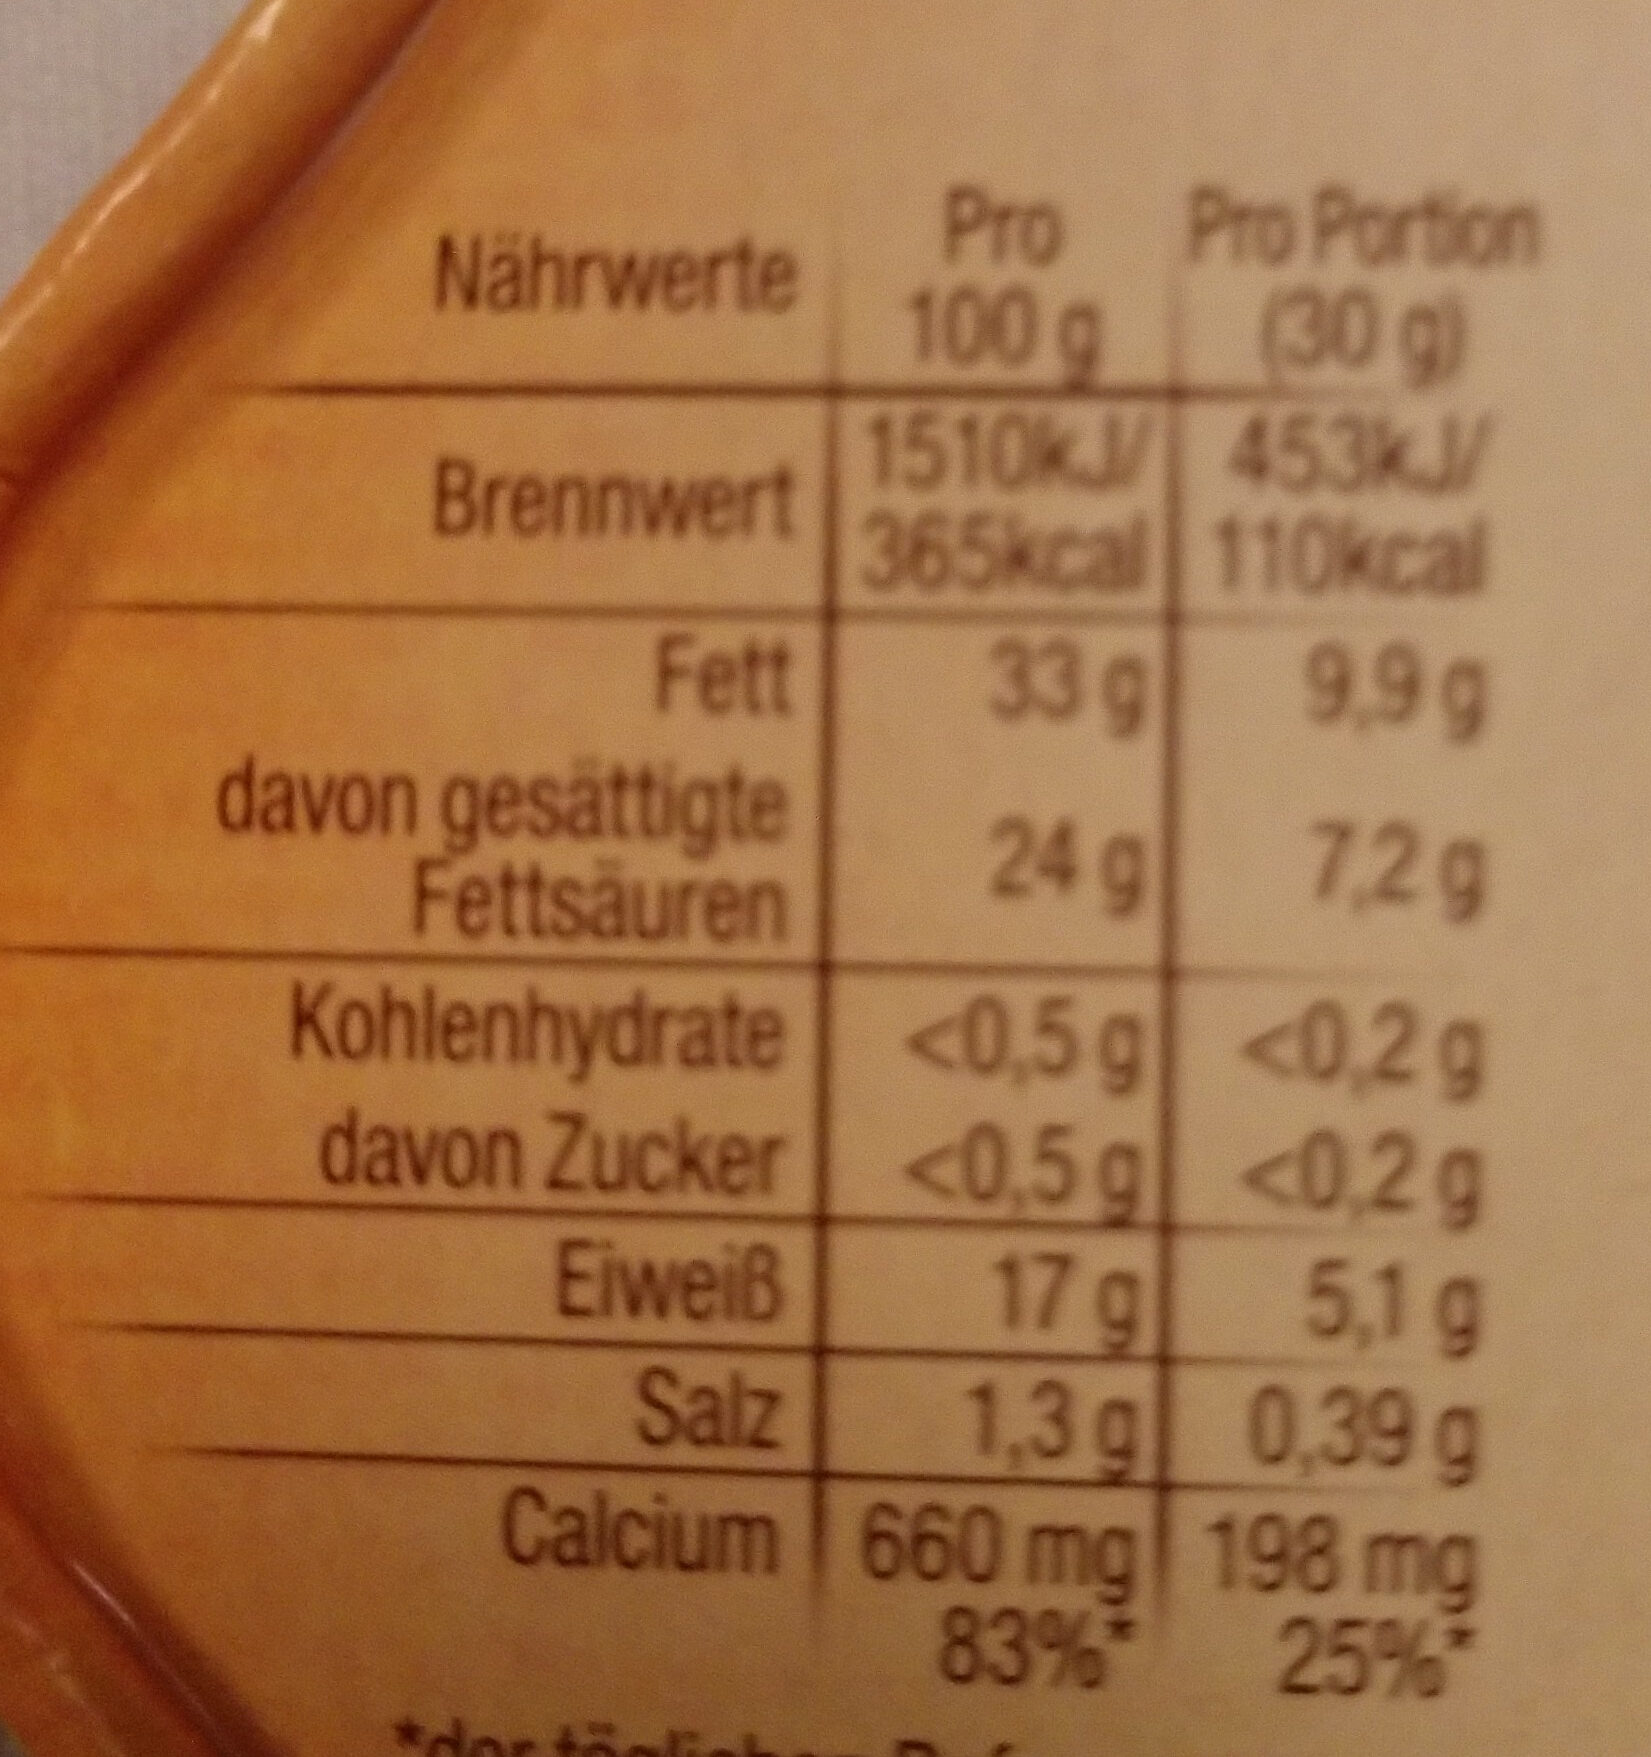 Nährwerte Pro 100 g Pro Portion (30 g)
Brennwert 1510kJ/ 365kcal 453kJ/ 110kcal
Fett 33 g 9,9 g
davon gesättigte Fettsäuren 24 g 7,2 g
Kohlenhydrate <0,5 g <0,2 g
davon Zucker <0,5 g <0,2 g
Eiweiß 17 g 5,1 g
Salz 1,3 g 0,39 g
Calcium 660 mg 198 mg
83%* 25%*
*der